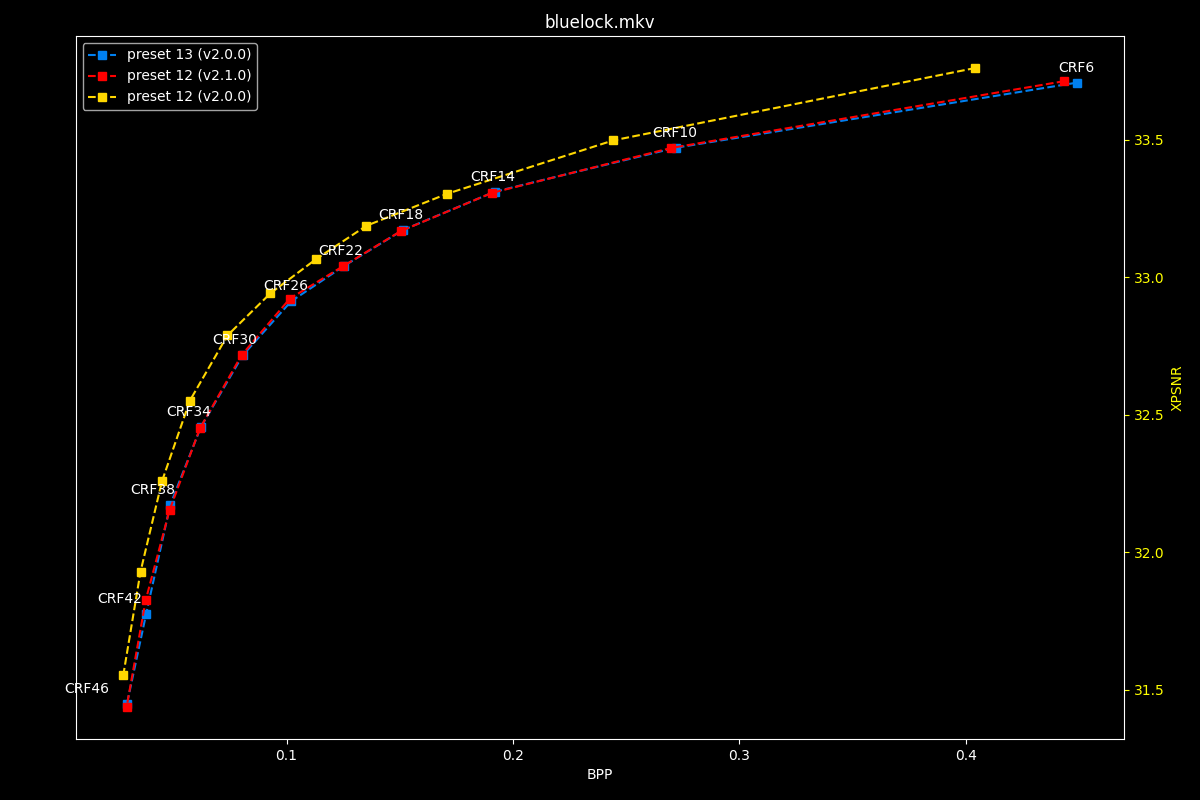 bluelock.mkv
preset 13 (v2.0.0)
preset 12 (v2.1.0)
preset 12 (v2.0.0)
CRF6
CRF10
CRF14
CRF18
CRF22
CRF26
CRF30
CRF34
CRF38
CRF42
CRF46
33.5
33.0
32.5
32.0
31.5
XPSNR
0.1
0.2
0.3
0.4
BPP